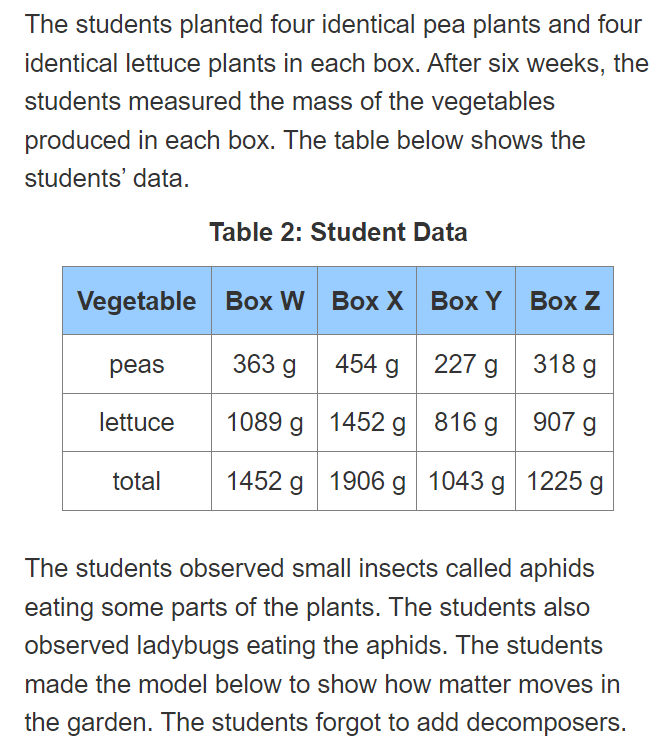 The students planted four identical pea plants and four
identical lettuce plants in each box. After six weeks, the
students measured the mass of the vegetables
produced in each box. The table below shows the
students’ data.
Table 2: Student Data
Vegetable Box W Box X Box Y Box Z
peas 363 g 454 g 227 g 318 g
lettuce 1089 g 1452 g 816 g 907 g
total 1452 g 1906 g 1043 g 1225 g
The students observed small insects called aphids
eating some parts of the plants. The students also
observed ladybugs eating the aphids. The students
made the model below to show how matter moves in
the garden. The students forgot to add decomposers.